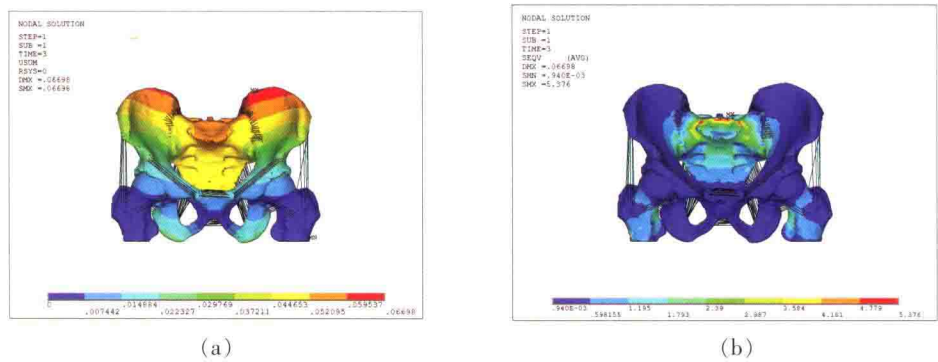 NODAL SOLUTION
STEP=1
SUB =1
TIME=3
USUM
RSYS=0
DMX =.06698
SMX =.06698
0
.014884
.029769
.044653
.059537
.007442
.022327
.037211
.052095
.06698
(a)
NODAL SOLUTION
STEP=1
SUB =1
TIME=3
SEQV (AVG)
DMX =.06698
SMN =.940E-03
SMX =5.376
.940E-03
1.195
2.39
3.584
4.779
.598155
1.793
2.987
4.181
5.376
(b)